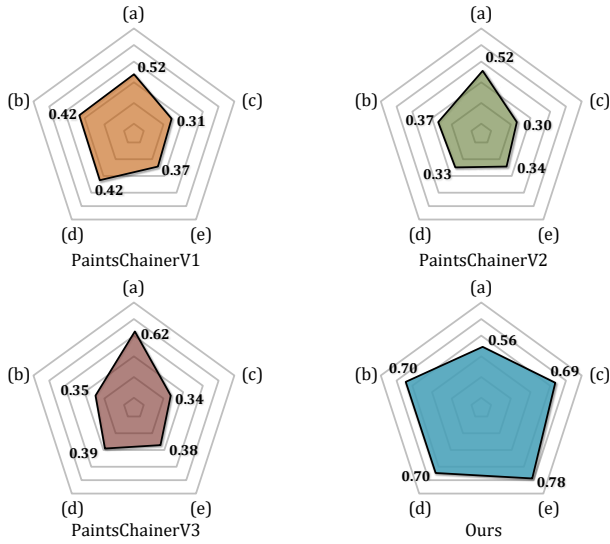 (a)
0.52
(b)
(c)
0.42
0.31
0.37
0.42
(d)
(e)
PaintsChainerV1
(a)
0.52
(b)
(c)
0.37
0.30
0.34
0.33
(d)
(e)
PaintsChainerV2
(a)
0.62
(b)
(c)
0.35
0.34
0.38
0.39
(d)
(e)
PaintsChainerV3
(a)
0.56
(b)
(c)
0.70
0.69
0.70
0.78
(d)
(e)
Ours